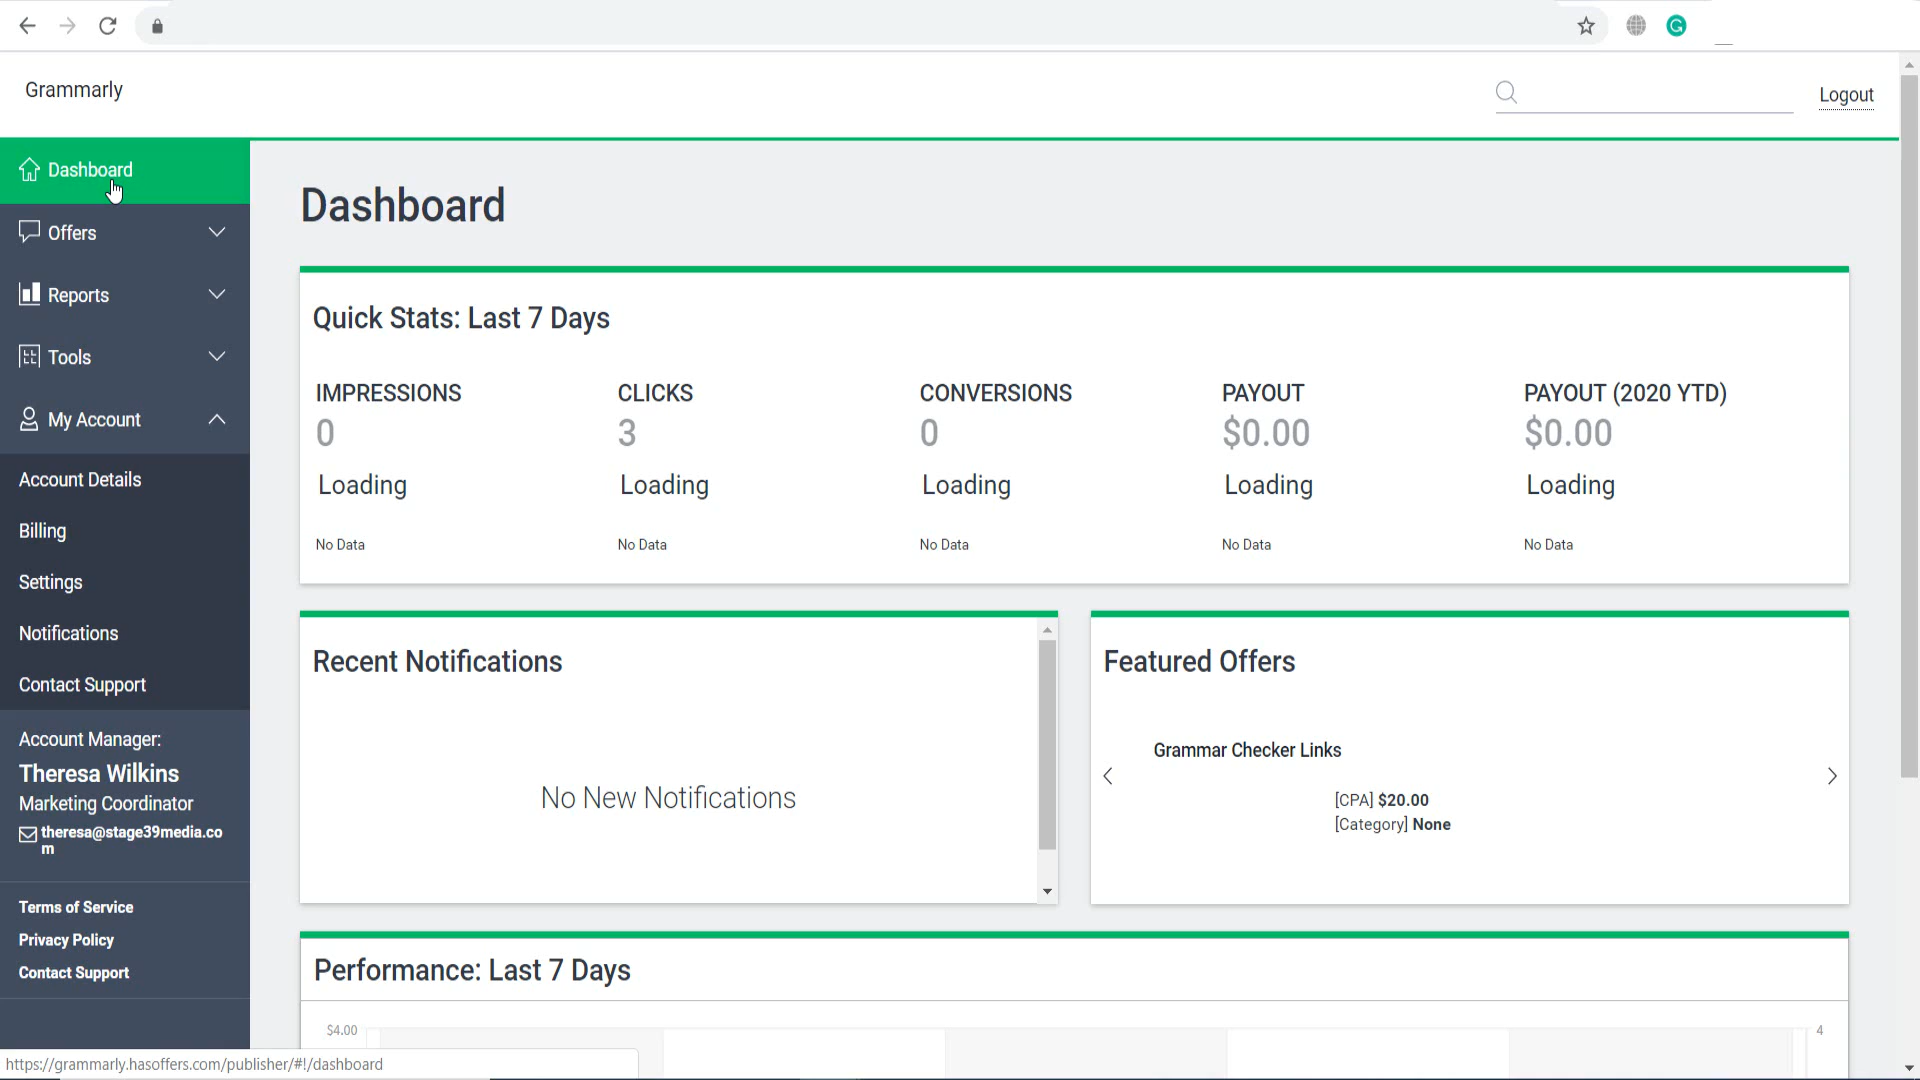 Grammarly
Logout
Dashboard
Offers
Reports
Tools
My Account
Account Details
Billing
Settings
Notifications
Contact Support
Account Manager:
Theresa Wilkins
Marketing Coordinator
theresa@stage39media.co
m
Terms of Service
Privacy Policy
Contact Support
Dashboard
Quick Stats: Last 7 Days
IMPRESSIONS CLICKS CONVERSIONS PAYOUT PAYOUT (2020 YTD)
0 3 0 $0.00 $0.00
Loading Loading Loading Loading Loading
No Data No Data No Data No Data No Data
Recent Notifications
No New Notifications
Featured Offers
Grammar Checker Links
[CPA] $20.00
[Category] None
Performance: Last 7 Days
$4.00 4
https://grammarly.hasoffers.com/publisher/#!/dashboard